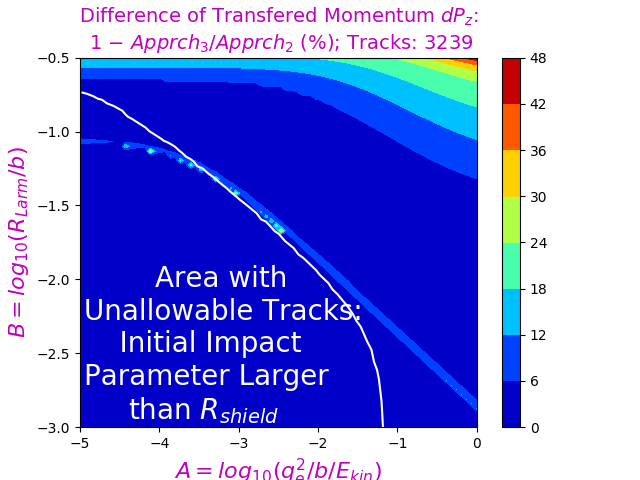 Difference of Transfered Momentum $dP_z$:
1 − $Apprch_3/Apprch_2$ (%); Tracks: 3239
−0.5
−1.0
−1.5
−2.0
−2.5
−3.0
$B = log_{10}(R_{Larm}/b)$
Area with
Unallowable Tracks:
Initial Impact
Parameter Larger
than $R_{shield}$
−5 −4 −3 −2 −1 0
$A = log_{10}(q_e^2/b/E_{kin})$
48
42
36
30
24
18
12
6
0